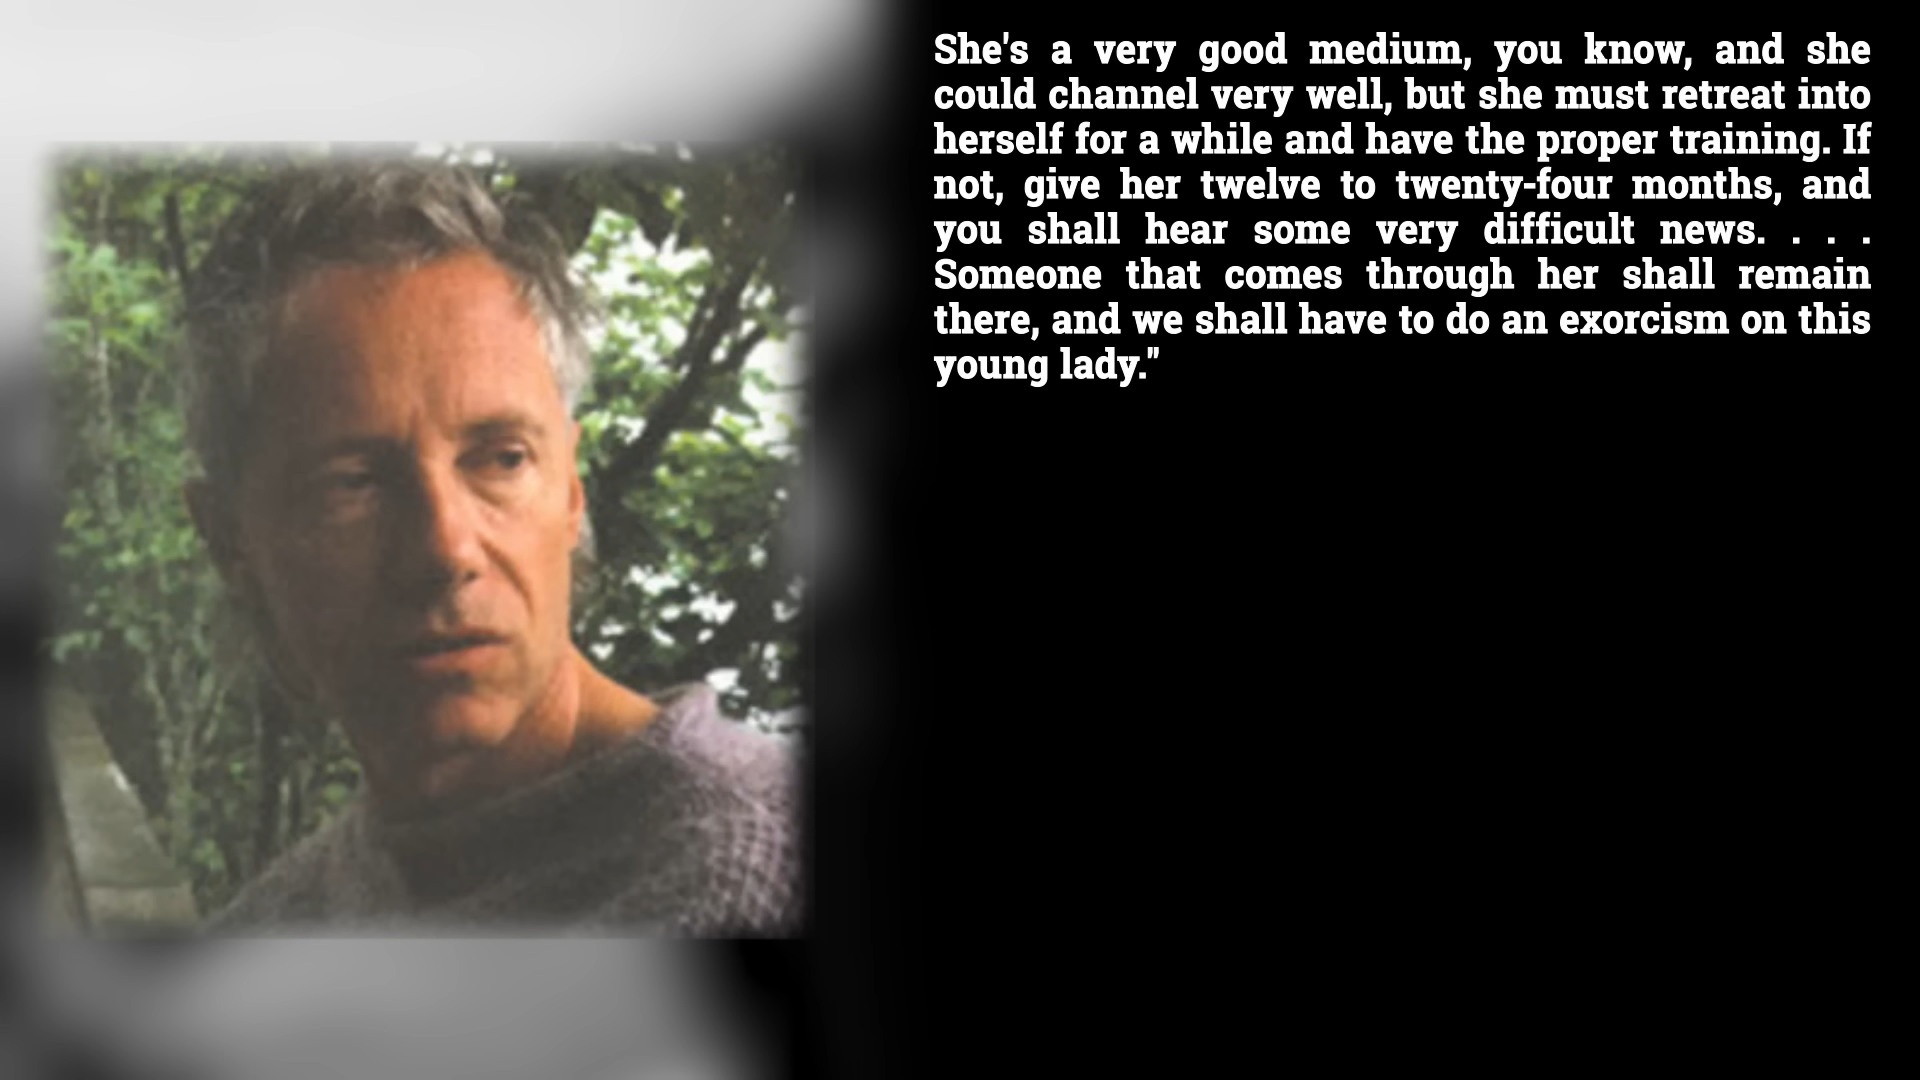 She's a very good medium, you know, and she
could channel very well, but she must retreat into
herself for a while and have the proper training. If
not, give her twelve to twenty-four months, and
you shall hear some very difficult news. . . .
Someone that comes through her shall remain
there, and we shall have to do an exorcism on this
young lady."